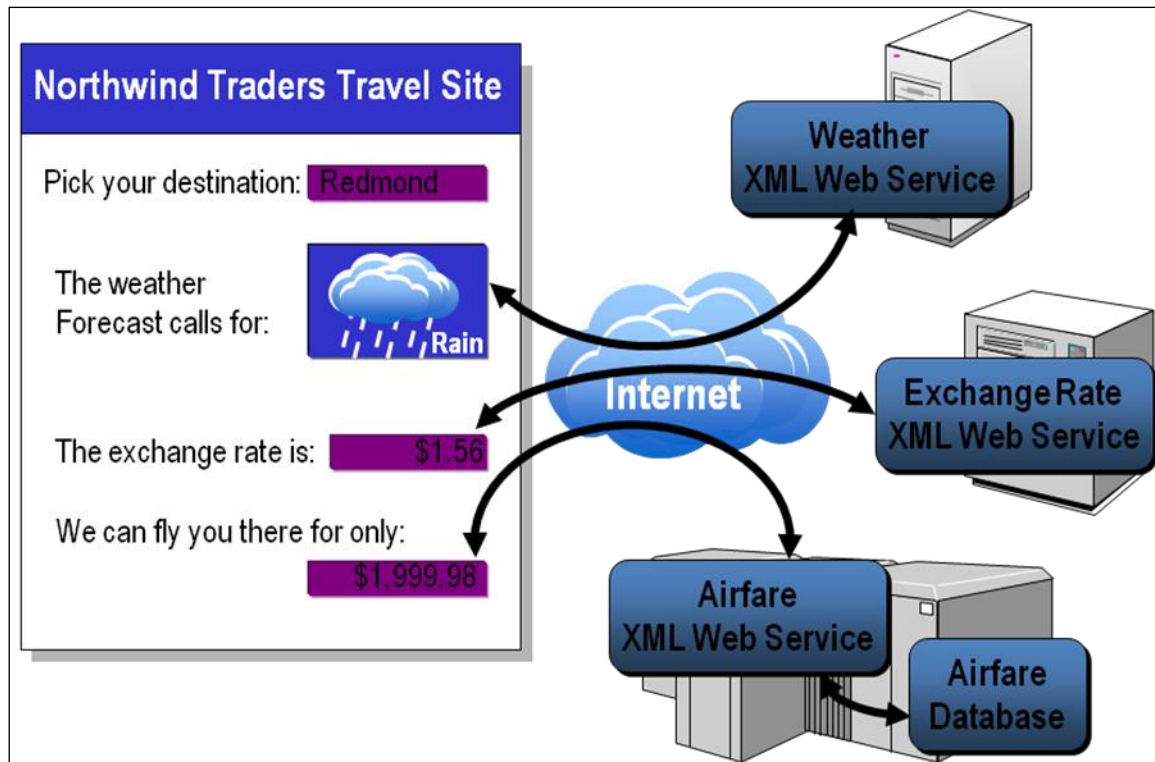 Northwind Traders Travel Site
Pick your destination: Redmond
The weather
Forecast calls for:
Rain
The exchange rate is: $1.56
We can fly you there for only:
$1,999.98
Internet
Weather
XML Web Service
Exchange Rate
XML Web Service
Airfare
XML Web Service
Airfare
Database